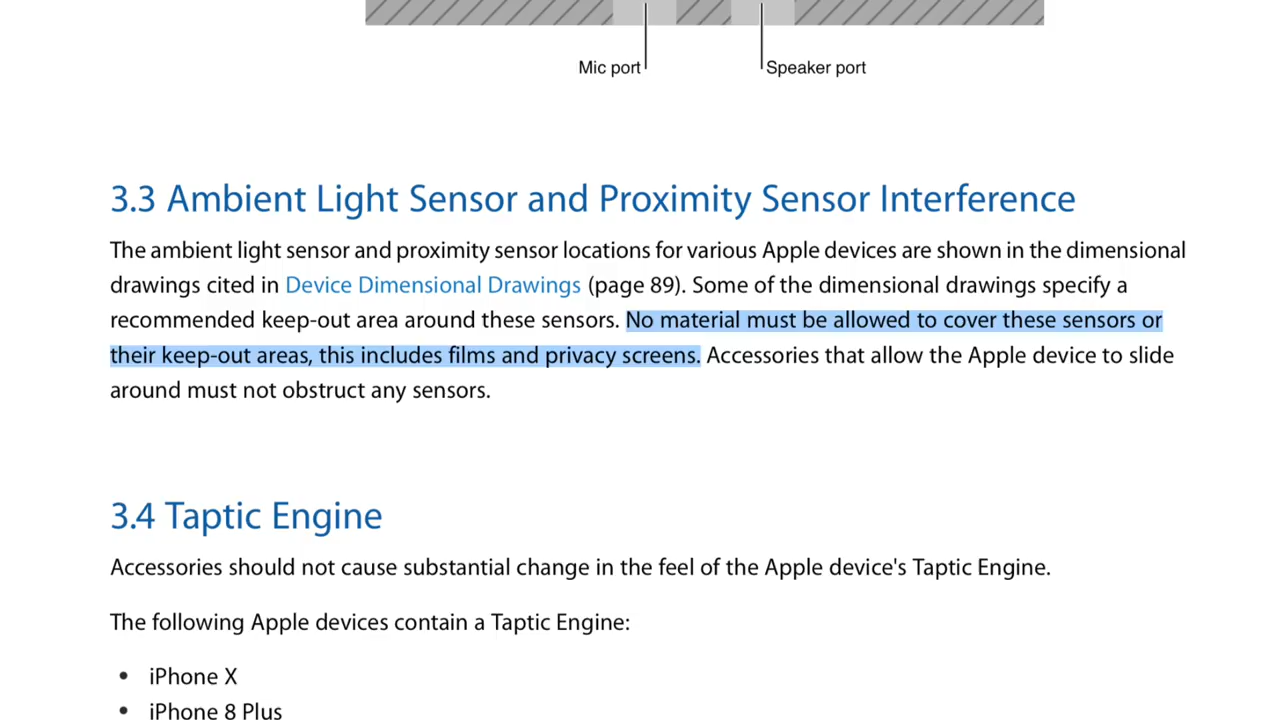 Mic port
Speaker port
3.3 Ambient Light Sensor and Proximity Sensor Interference
The ambient light sensor and proximity sensor locations for various Apple devices are shown in the dimensional
drawings cited in Device Dimensional Drawings (page 89). Some of the dimensional drawings specify a
recommended keep-out area around these sensors. No material must be allowed to cover these sensors or
their keep-out areas, this includes films and privacy screens. Accessories that allow the Apple device to slide
around must not obstruct any sensors.
3.4 Taptic Engine
Accessories should not cause substantial change in the feel of the Apple device's Taptic Engine.
The following Apple devices contain a Taptic Engine:
• iPhone X
• iPhone 8 Plus